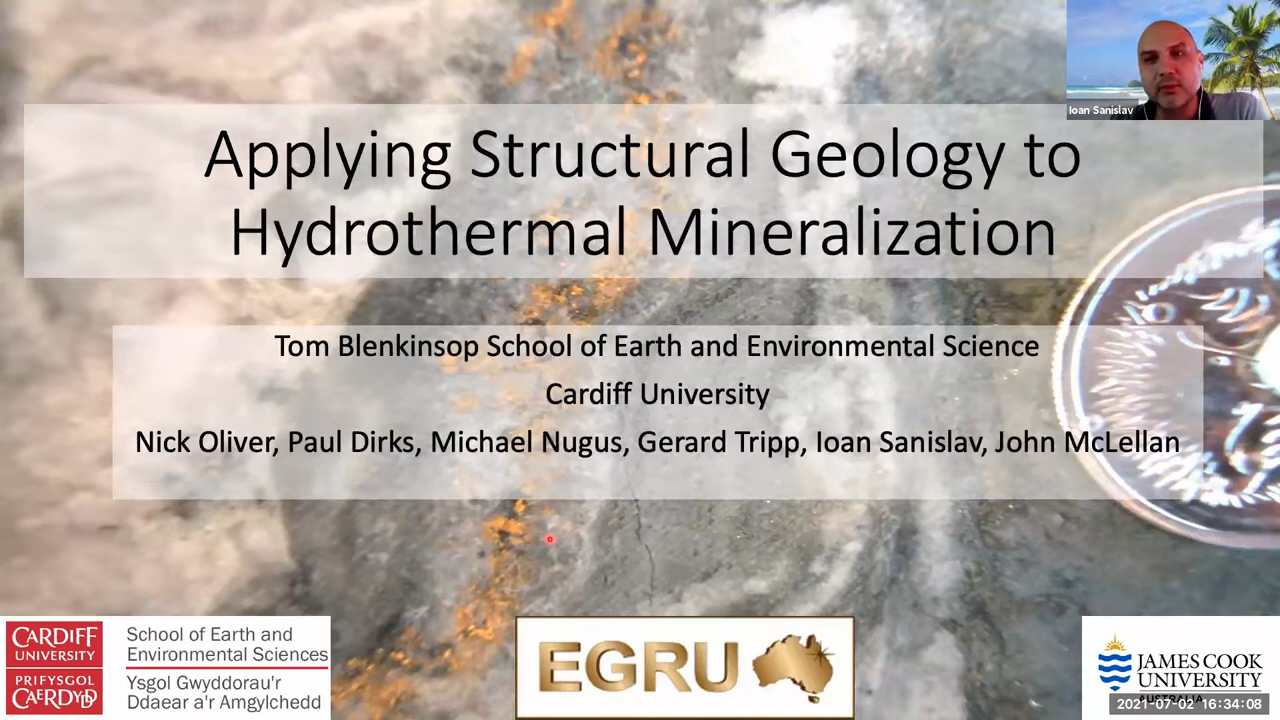 Ioan Sanislav
Applying Structural Geology to
Hydrothermal Mineralization
Tom Blenkinsop School of Earth and Environmental Science
Cardiff University
Nick Oliver, Paul Dirks, Michael Nugus, Gerard Tripp, Ioan Sanislav, John McLellan
CARDIFF
UNIVERSITY
PRIFYSGOL
CAERDYDD
School of Earth and
Environmental Sciences
Ysgol Gwyddorau'r
Ddaear a'r Amgylchedd
EGRU
JAMES COOK
UNIVERSITY
AUSTRALIA
2021-07-02 16:34:08